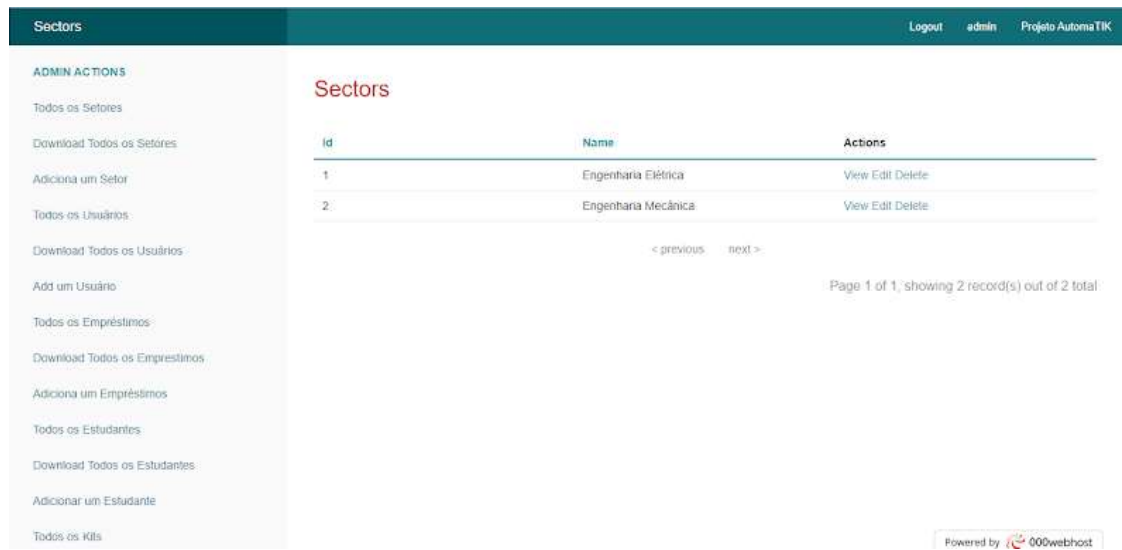 Sectors
Logout admin Projeto AutomaTIK
ADMIN ACTIONS
Todos os Setores
Download Todos os Setores
Adiciona um Setor
Todos os Usuários
Download Todos os Usuários
Add um Usuário
Todos os Empréstimos
Download Todos os Emprestimos
Adiciona um Empréstimos
Todos os Estudantes
Download Todos os Estudantes
Adicionar um Estudante
Todos os Kits
Sectors
Id Name Actions
1 Engenharia Elétrica View Edit Delete
2 Engenharia Mecânica View Edit Delete
< previous next >
Page 1 of 1, showing 2 record(s) out of 2 total
Powered by 000webhost